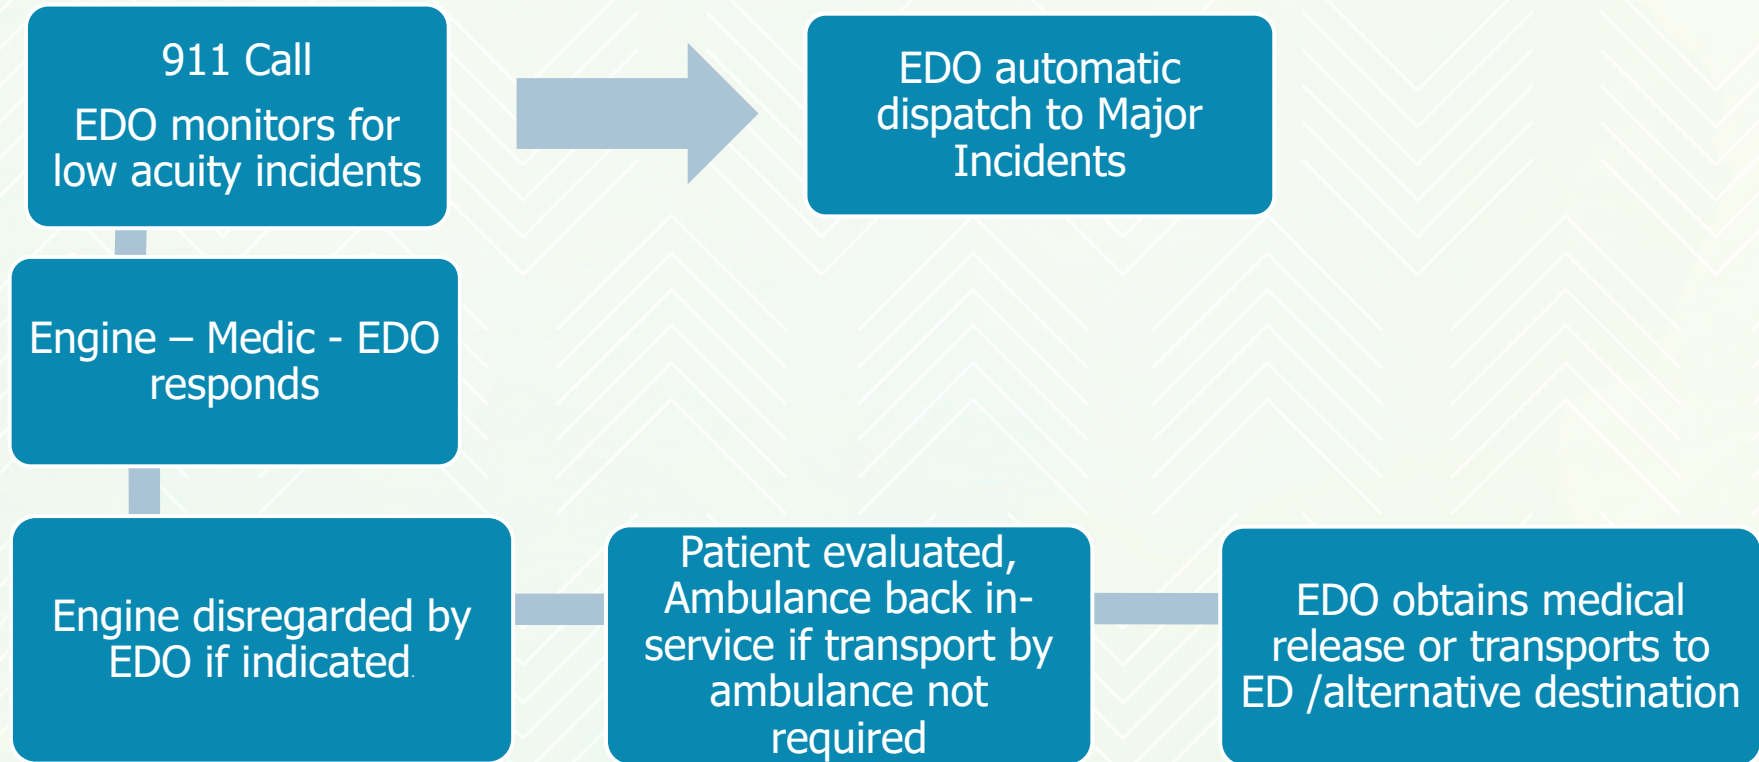 911 Call
EDO monitors for
low acuity incidents
EDO automatic
dispatch to Major
Incidents
Engine – Medic - EDO
responds
Engine disregarded by
EDO if indicated.
Patient evaluated,
Ambulance back in-
service if transport by
ambulance not
required
EDO obtains medical
release or transports to
ED /alternative destination